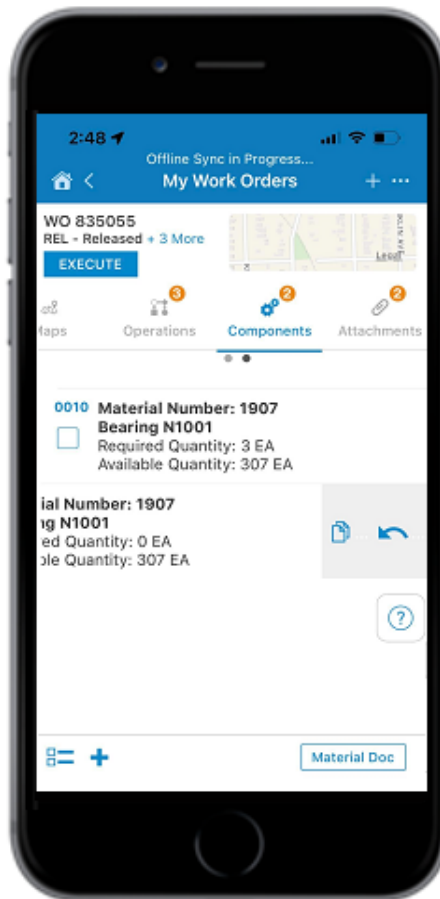 2:48
Offline Sync in Progress...
My Work Orders
WO 835055
REL - Released + 3 More
EXECUTE
3
2
2
laps
Operations
Components
Attachments
0010 Material Number: 1907
Bearing N1001
Required Quantity: 3 EA
Available Quantity: 307 EA
ial Number: 1907
ng N1001
ed Quantity: 0 EA
ble Quantity: 307 EA
?
Material Doc